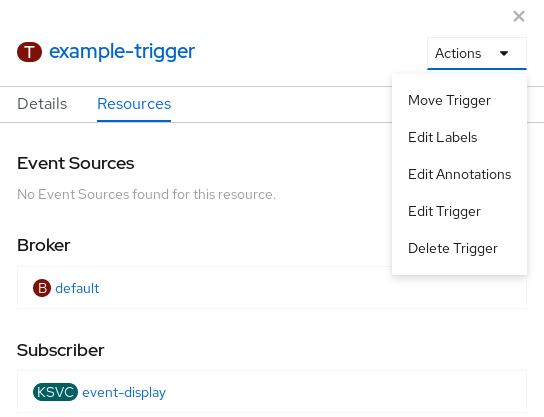 T example-trigger
Actions
Move Trigger
Edit Labels
Edit Annotations
Edit Trigger
Delete Trigger
Details Resources
Event Sources
No Event Sources found for this resource.
Broker
B default
Subscriber
KSVC event-display